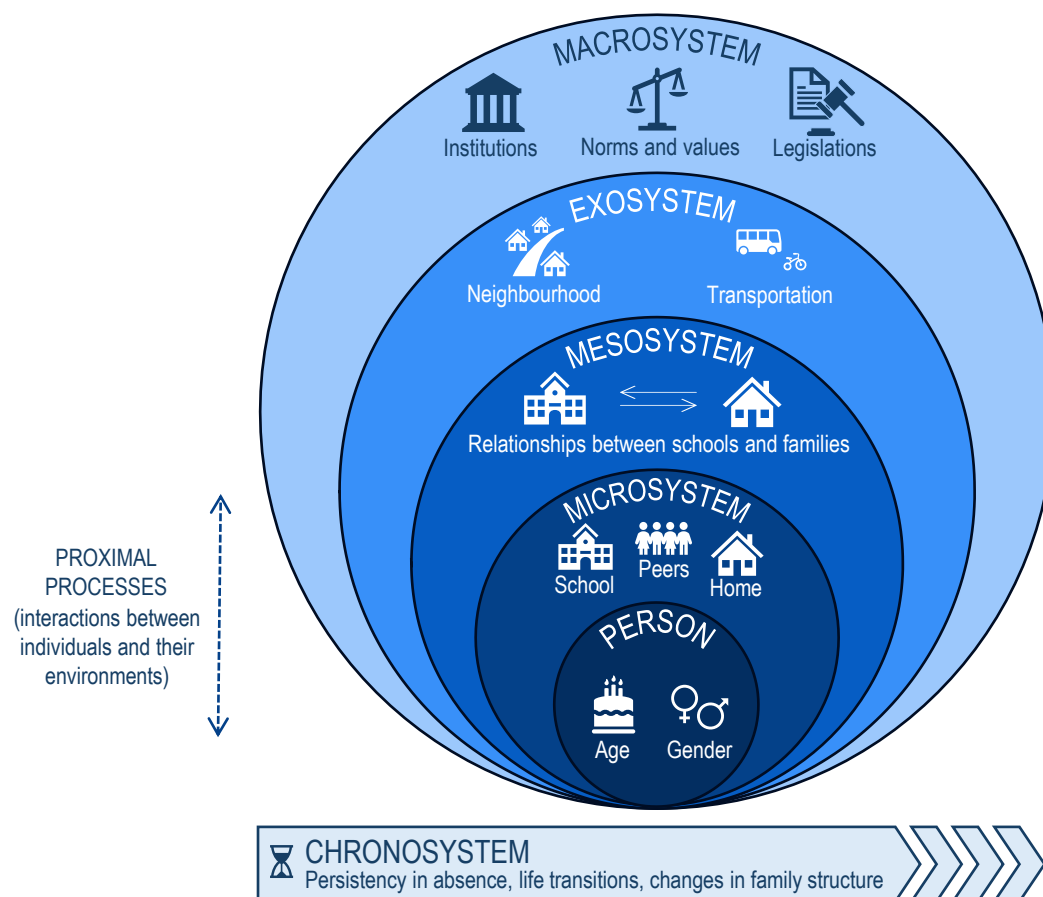 MACROSYSTEM
Institutions
Norms and values
Legislations
EXOSYSTEM
Neighbourhood
Transportation
MESOSYSTEM
Relationships between schools and families
MICROSYSTEM
School
Peers
Home
PERSON
Age
Gender
PROXIMAL
PROCESSES
(interactions between
individuals and their
environments)
CHRONOSYSTEM
Persistency in absence, life transitions, changes in family structure